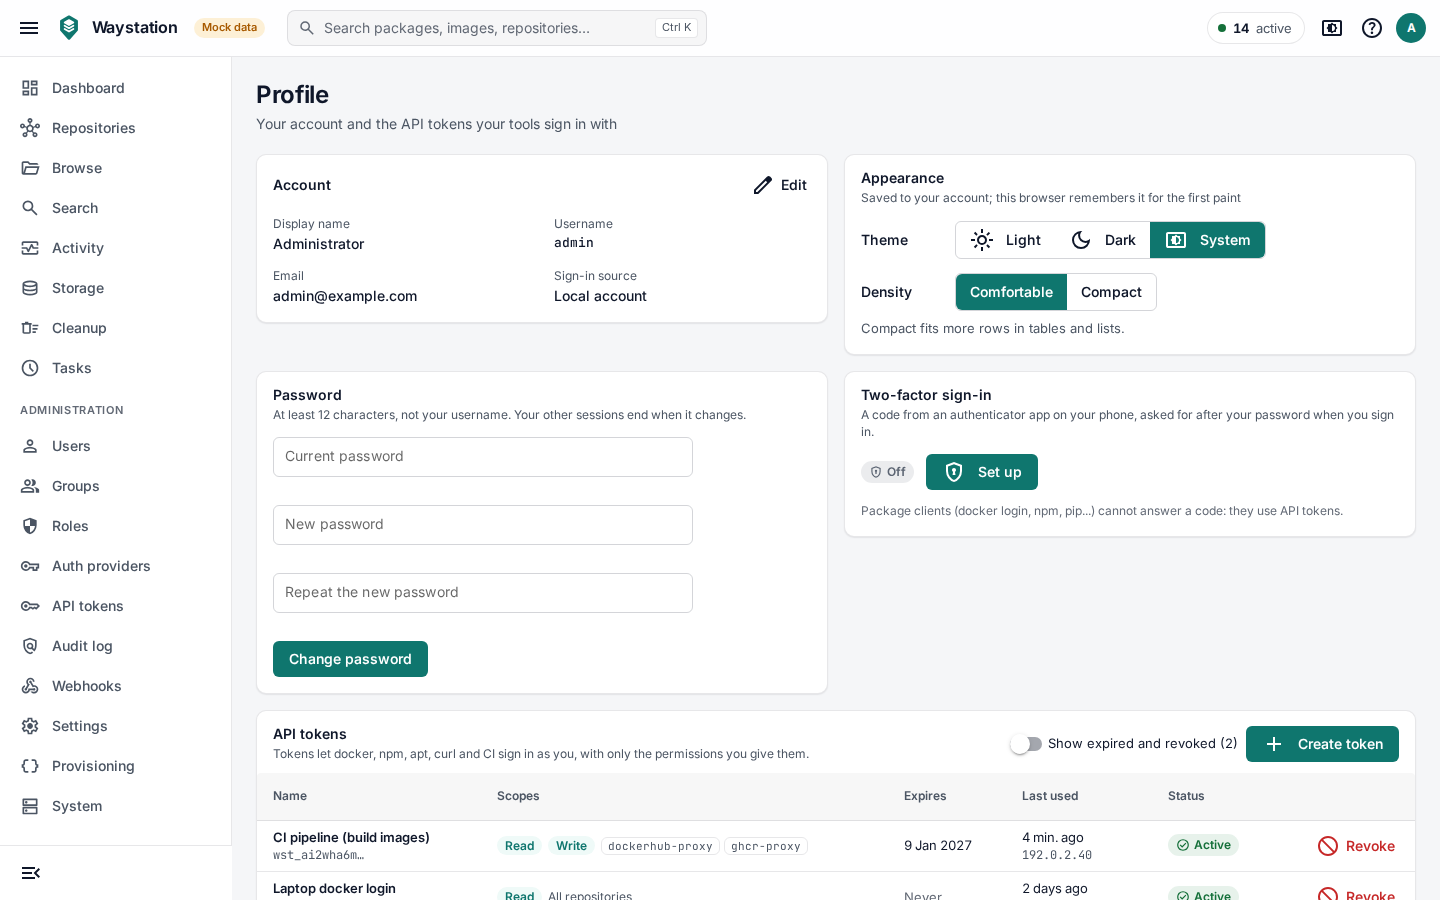 Waystation
Mock data
Search packages, images, repositories...
Ctrl K
14 active
A
Dashboard
Repositories
Browse
Search
Activity
Storage
Cleanup
Tasks
ADMINISTRATION
Users
Groups
Roles
Auth providers
API tokens
Audit log
Webhooks
Settings
Provisioning
System
Profile
Your account and the API tokens your tools sign in with
Account
Edit
Display name
Administrator
Username
admin
Email
admin@example.com
Sign-in source
Local account
Appearance
Saved to your account; this browser remembers it for the first paint
Theme
Light
Dark
System
Density
Comfortable
Compact
Compact fits more rows in tables and lists.
Password
At least 12 characters, not your username. Your other sessions end when it changes.
Current password
New password
Repeat the new password
Change password
Two-factor sign-in
A code from an authenticator app on your phone, asked for after your password when you sign
in.
Off
Set up
Package clients (docker login, npm, pip...) cannot answer a code: they use API tokens.
API tokens
Tokens let docker, npm, apt, curl and CI sign in as you, with only the permissions you give them.
Show expired and revoked (2)
Create token
Name
Scopes
Expires
Last used
Status
CI pipeline (build images)
wst_ai2wha6m…
Read
Write
dockerhub-proxy
ghcr-proxy
9 Jan 2027
4 min. ago
192.0.2.40
Active
Revoke
Laptop docker login
Read
All repositories
Never
2 days ago
Active
Revoke